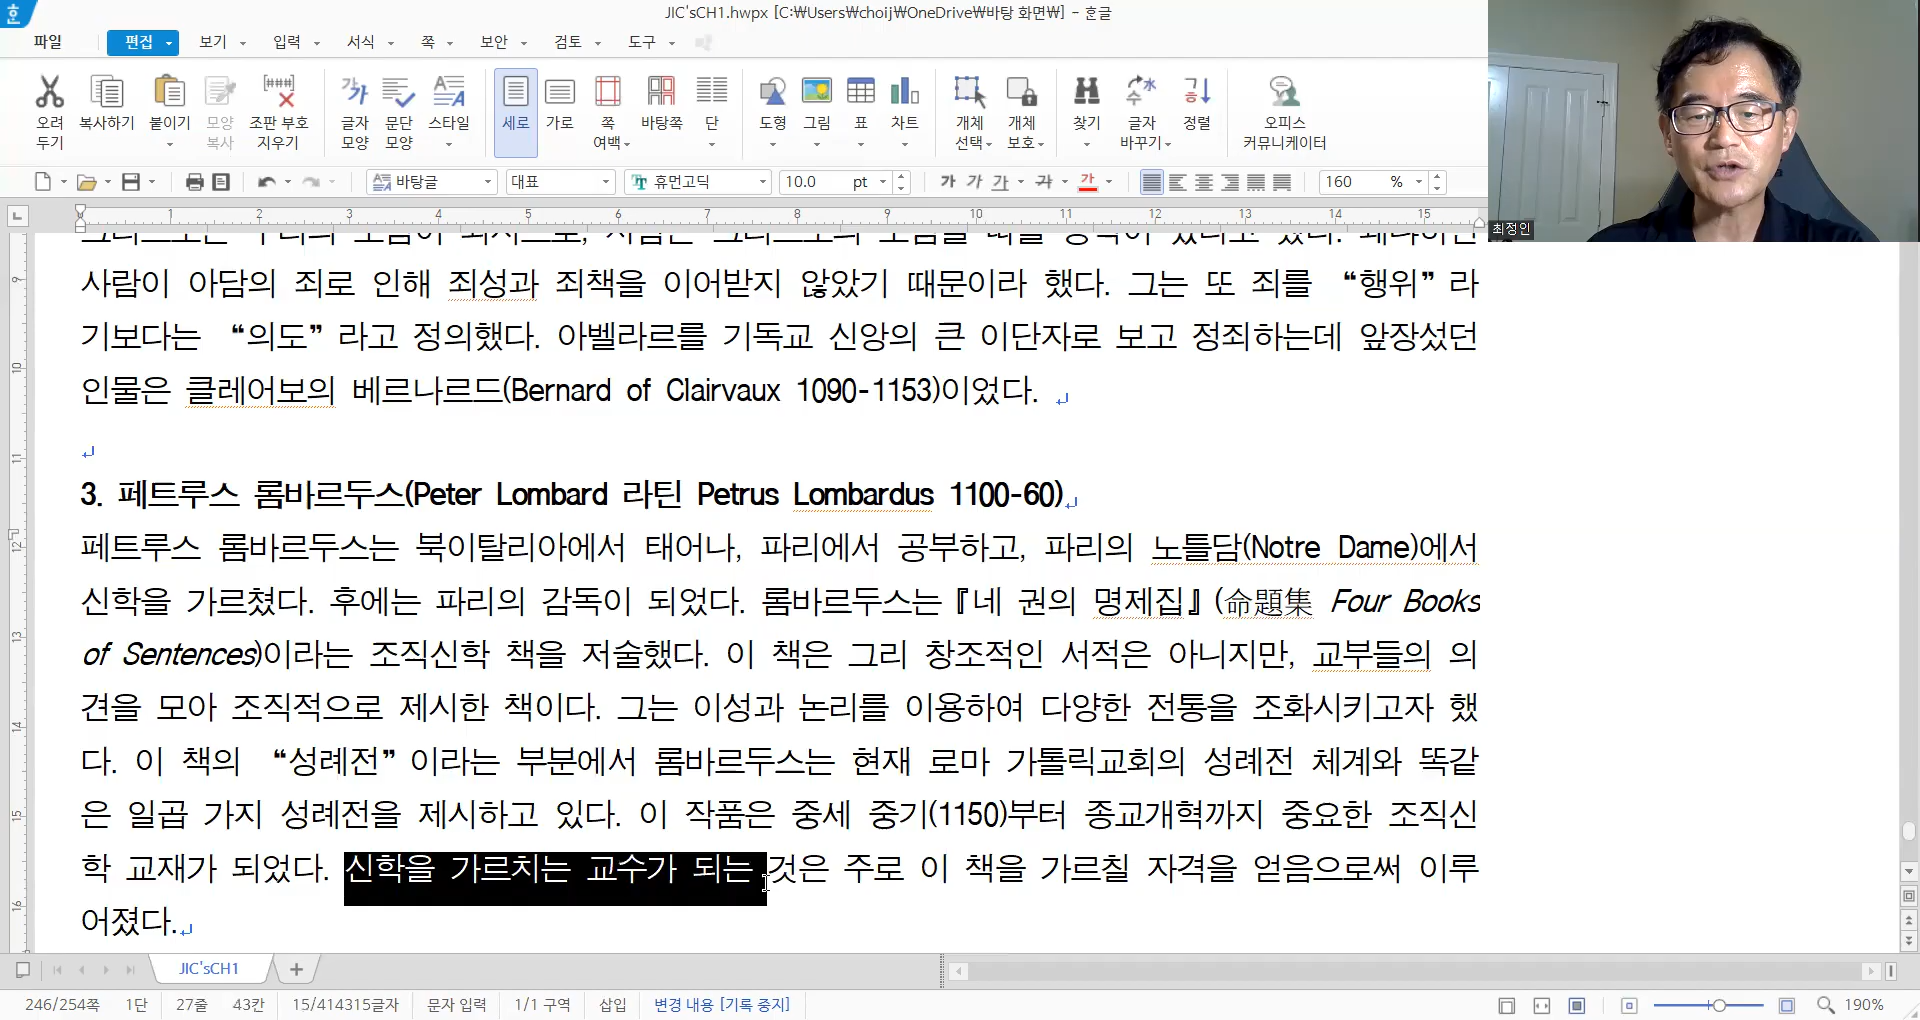 JIC'sCH1.hwpx [C:\Users\choij\OneDrive\바탕 화면\] - 훈글
파일 편집 보기 입력 서식 쪽 보안 검토 도구
오려 두기 복사하기 붙이기 모양 복사 조판 부호 지우기 글자 모양 문단 모양 스타일 세로 가로 쪽 여백 바탕쪽 단 도형 그림 표 차트 개체 선택 개체 보호 찾기 글자 바꾸기 정렬 오피스 커뮤니케이터
바탕글 대표 휴먼고딕 10.0 pt 가 가 가 가 가 160 %
1 2 3 4 5 6 7 8 9 10 11 12 13 14 15
최정인
사람이 아담의 죄로 인해 죄성과 죄책을 이어받지 않았기 때문이라 했다. 그는 또 죄를 “행위”라
기보다는 “의도”라고 정의했다. 아벨라르를 기독교 신앙의 큰 이단자로 보고 정죄하는데 앞장섰던
인물은 클레어보의 베르나르드(Bernard of Clairvaux 1090-1153)이었다.
3. 페트루스 롬바르두스(Peter Lombard 라틴 Petrus Lombardus 1100-60)
페트루스 롬바르두스는 북이탈리아에서 태어나, 파리에서 공부하고, 파리의 노틀담(Notre Dame)에서
신학을 가르쳤다. 후에는 파리의 감독이 되었다. 롬바르두스는『네 권의 명제집』(命題集 Four Books
of Sentences)이라는 조직신학 책을 저술했다. 이 책은 그리 창조적인 서적은 아니지만, 교부들의 의
견을 모아 조직적으로 제시한 책이다. 그는 이성과 논리를 이용하여 다양한 전통을 조화시키고자 했
다. 이 책의 “성례전”이라는 부분에서 롬바르두스는 현재 로마 가톨릭교회의 성례전 체계와 똑같
은 일곱 가지 성례전을 제시하고 있다. 이 작품은 중세 중기(1150)부터 종교개혁까지 중요한 조직신
학 교재가 되었다. 신학을 가르치는 교수가 되는 것은 주로 이 책을 가르칠 자격을 얻음으로써 이루
어졌다.
JIC'sCH1
246/254쪽 1단 27줄 43칸 15/414315글자 문자 입력 1/1 구역 삽입 변경 내용 [기록 중지] 190%